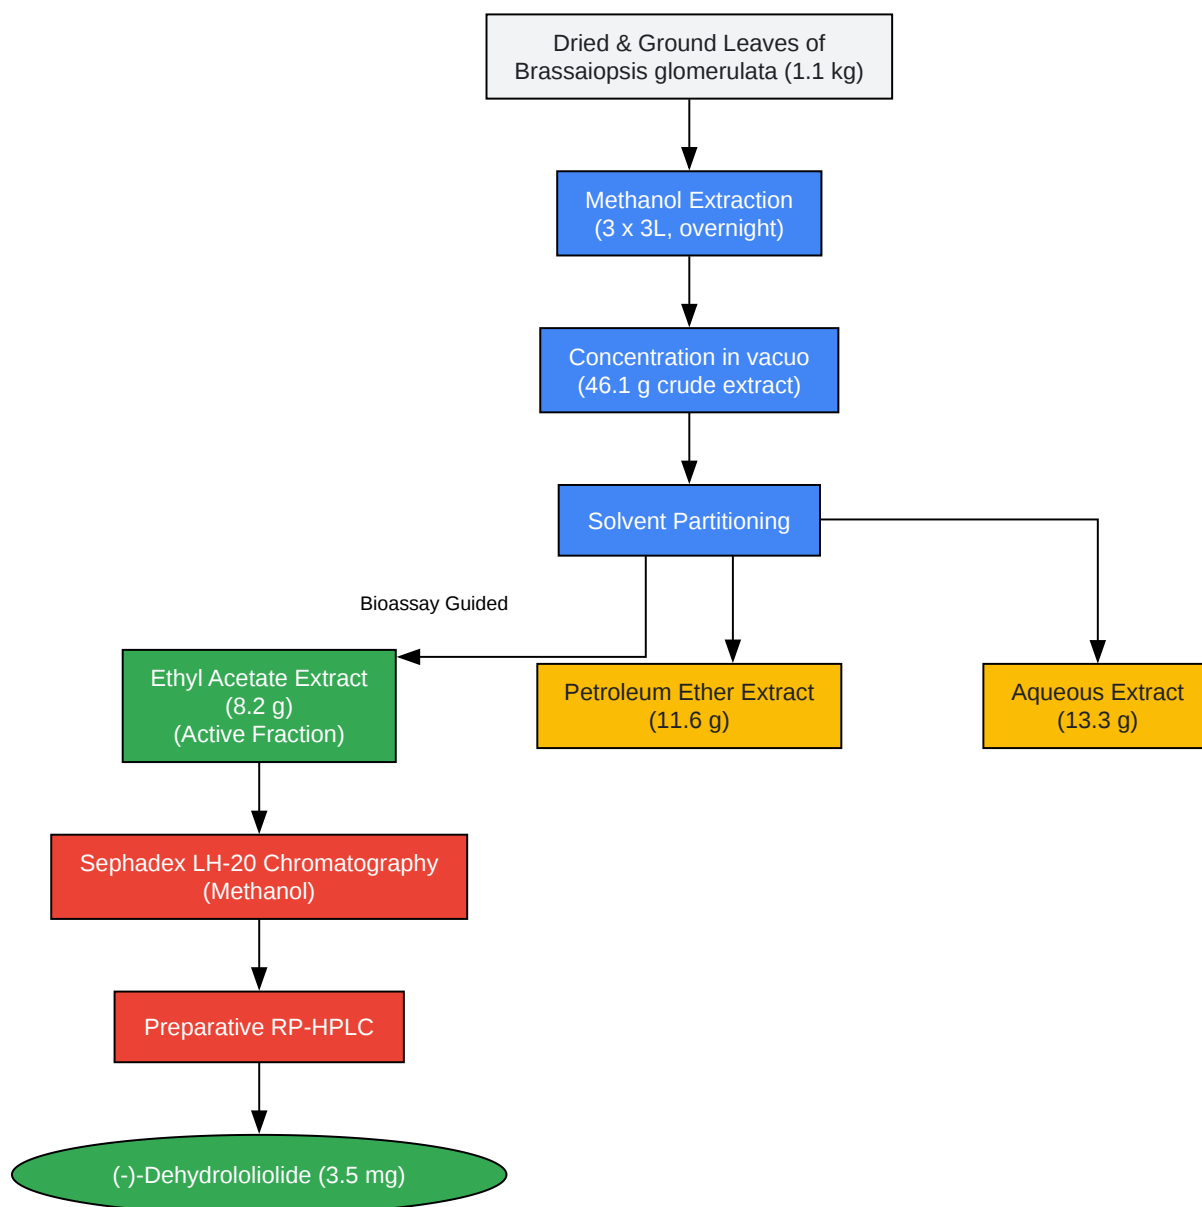 Dried & Ground Leaves of
Brassaiopsis glomerulata (1.1 kg)
Methanol Extraction
(3 x 3L, overnight)
Concentration in vacuo
(46.1 g crude extract)
Solvent Partitioning
Bioassay Guided
Ethyl Acetate Extract
(8.2 g)
(Active Fraction)
Petroleum Ether Extract
(11.6 g)
Aqueous Extract
(13.3 g)
Sephadex LH-20 Chromatography
(Methanol)
Preparative RP-HPLC
(-)-Dehydrololiolide (3.5 mg)